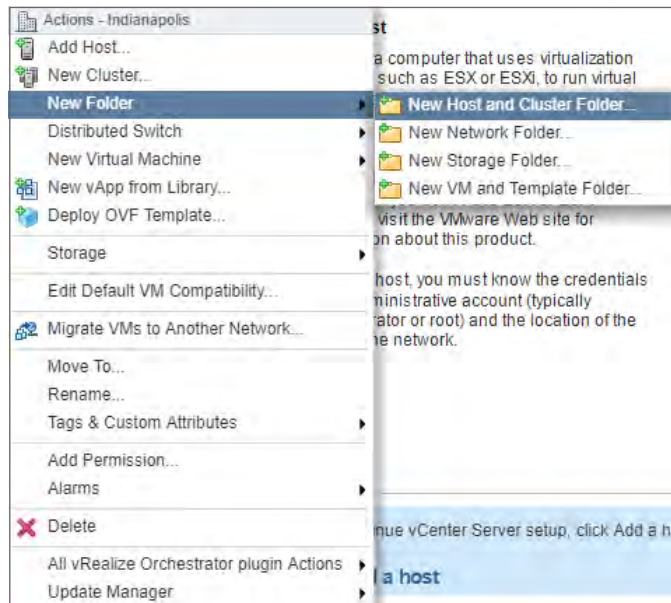 Actions - Indianapolis
Add Host...
New Cluster...
New Folder
Distributed Switch
New Virtual Machine
New vApp from Library...
Deploy OVF Template...
Storage
Edit Default VM Compatibility...
Migrate VMs to Another Network...
Move To...
Rename...
Tags & Custom Attributes
Add Permission...
Alarms
Delete
All vRealize Orchestrator plugin Actions
Update Manager
New Host and Cluster Folder...
New Network Folder...
New Storage Folder...
New VM and Template Folder...
st
a computer that uses virtualization
such as ESX or ESXi, to run virtual
visit the VMware Web site for
on about this product.
host, you must know the credentials
ministrative account (typically
rator or root) and the location of the
he network.
nue vCenter Server setup, click Add a h
d a host